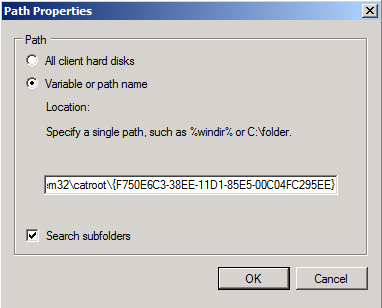 Path Properties
Path
All client hard disks
Variable or path name
Location:
Specify a single path, such as %windir% or C:\folder.
m32\catroot\{F750E6C3-38EE-11D1-85E5-00C04FC295EE}
Search subfolders
OK
Cancel